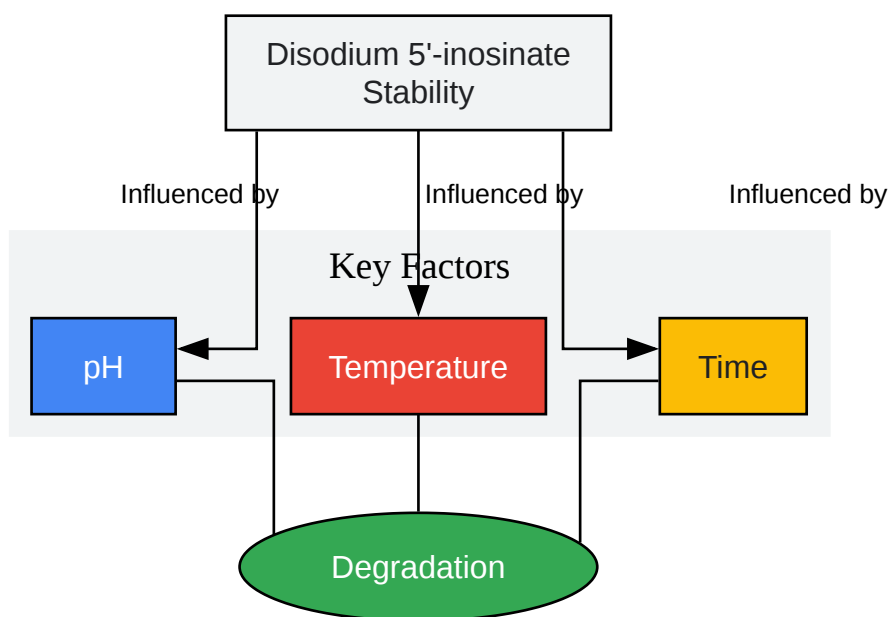 Disodium 5'-inosinate
Stability
Influenced by
Influenced by
Influenced by
Key Factors
pH
Temperature
Time
Degradation